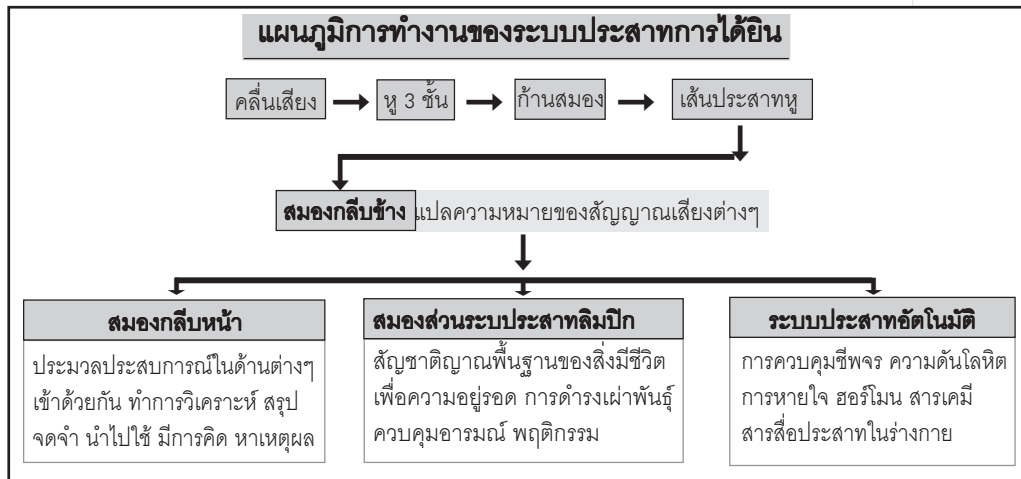 แผนภูมิการทำงานของระบบประสาทการได้ยิน
คลื่นเสียง
หู 3 ชั้น
ก้านสมอง
เส้นประสาทหู
สมองกลีบข้าง แปลความหมายของสัญญาณเสียงต่างๆ
สมองกลีบหน้า
ประมวลประสบการณ์ในด้านต่างๆ
เข้าด้วยกัน ทำการวิเคราะห์ สรุป
จดจำ นำไปใช้ มีการคิด หาเหตุผล
สมองส่วนระบบประสาทลิมปิก
สัญชาติญาณพื้นฐานของสิ่งมีชีวิต
เพื่อความอยู่รอด การดำรงเผ่าพันธุ์
ควบคุมอารมณ์ พฤติกรรม
ระบบประสาทอัตโนมัติ
การควบคุมชีพจร ความดันโลหิต
การหายใจ ฮอร์โมน สารเคมี
สารสื่อประสาทในร่างกาย